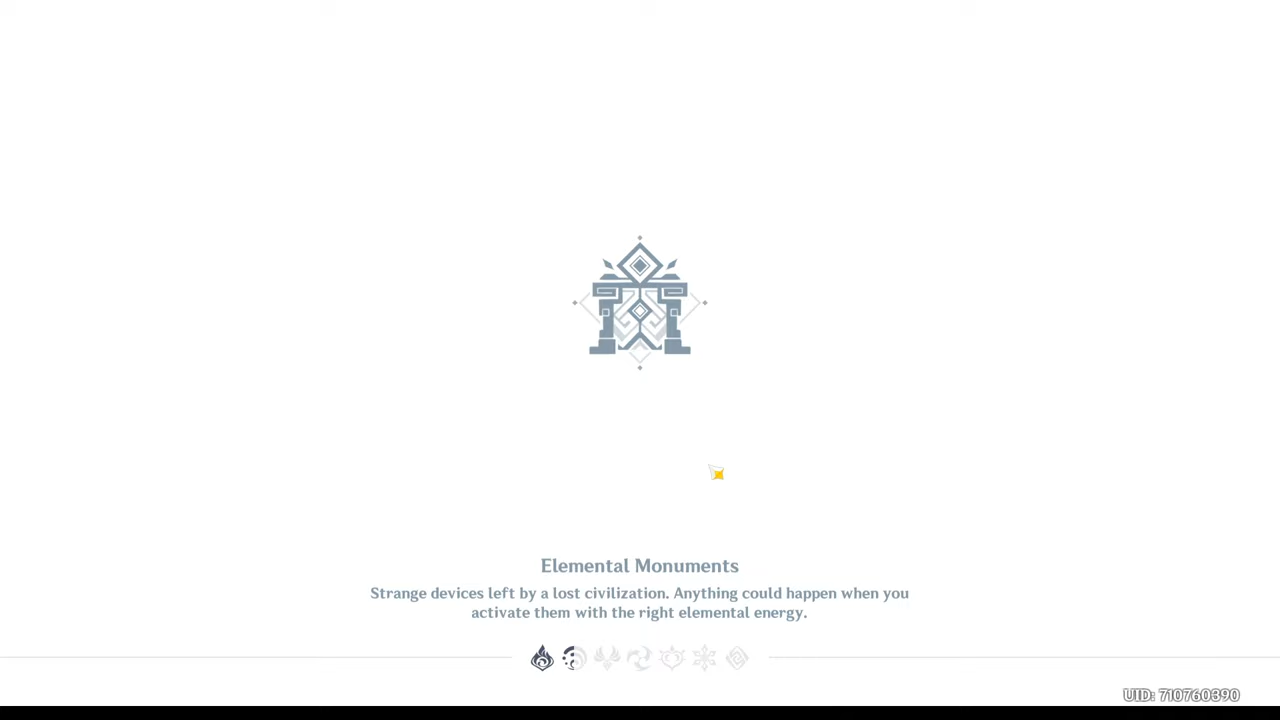 Elemental Monuments
Strange devices left by a lost civilization. Anything could happen when you
activate them with the right elemental energy.
UID: 710760390